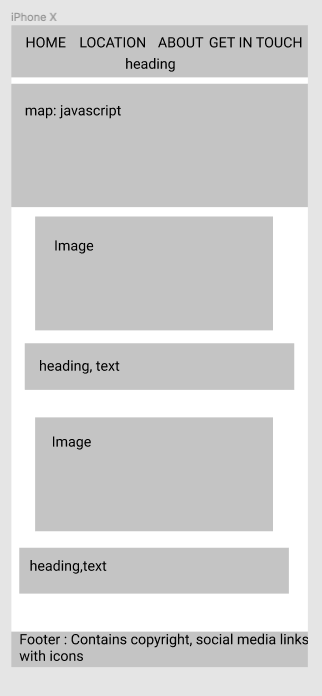 iPhone X
HOME LOCATION ABOUT GET IN TOUCH
heading
map: javascript
Image
heading, text
Image
heading,text
Footer : Contains copyright, social media links
with icons